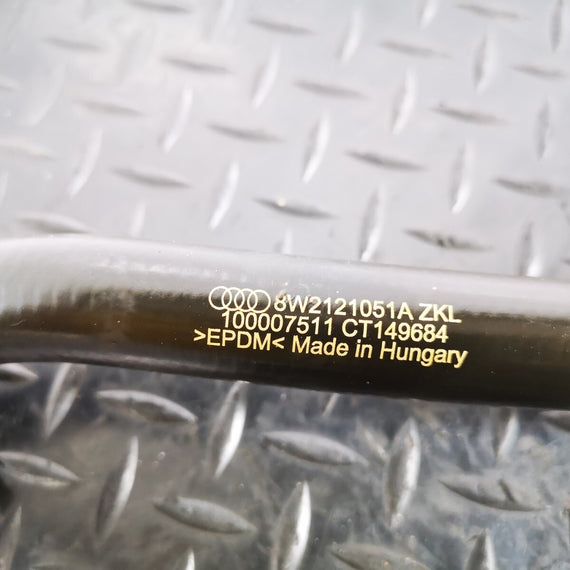 8W2121051A ZKL
100007511 CT149684
>EPDM< Made in Hungary